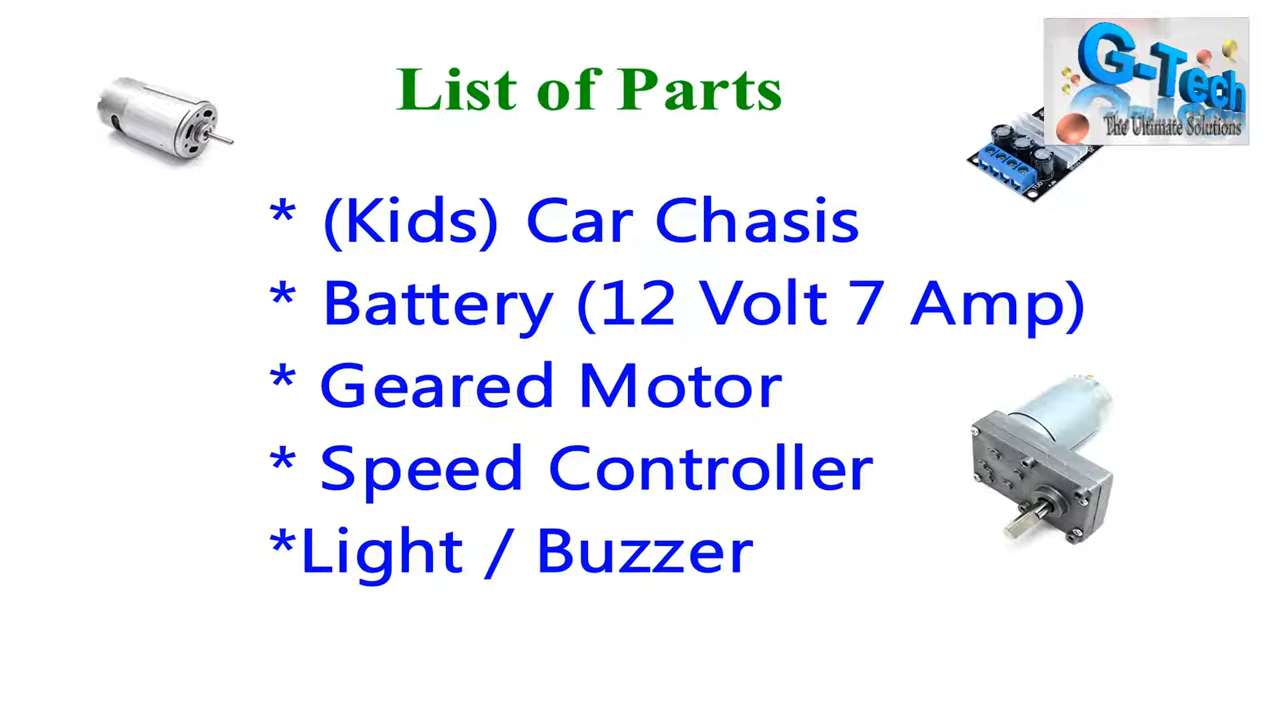 List of Parts
G-Tech
The Ultimate Solutions
* (Kids) Car Chasis
* Battery (12 Volt 7 Amp)
* Geared Motor
* Speed Controller
*Light / Buzzer